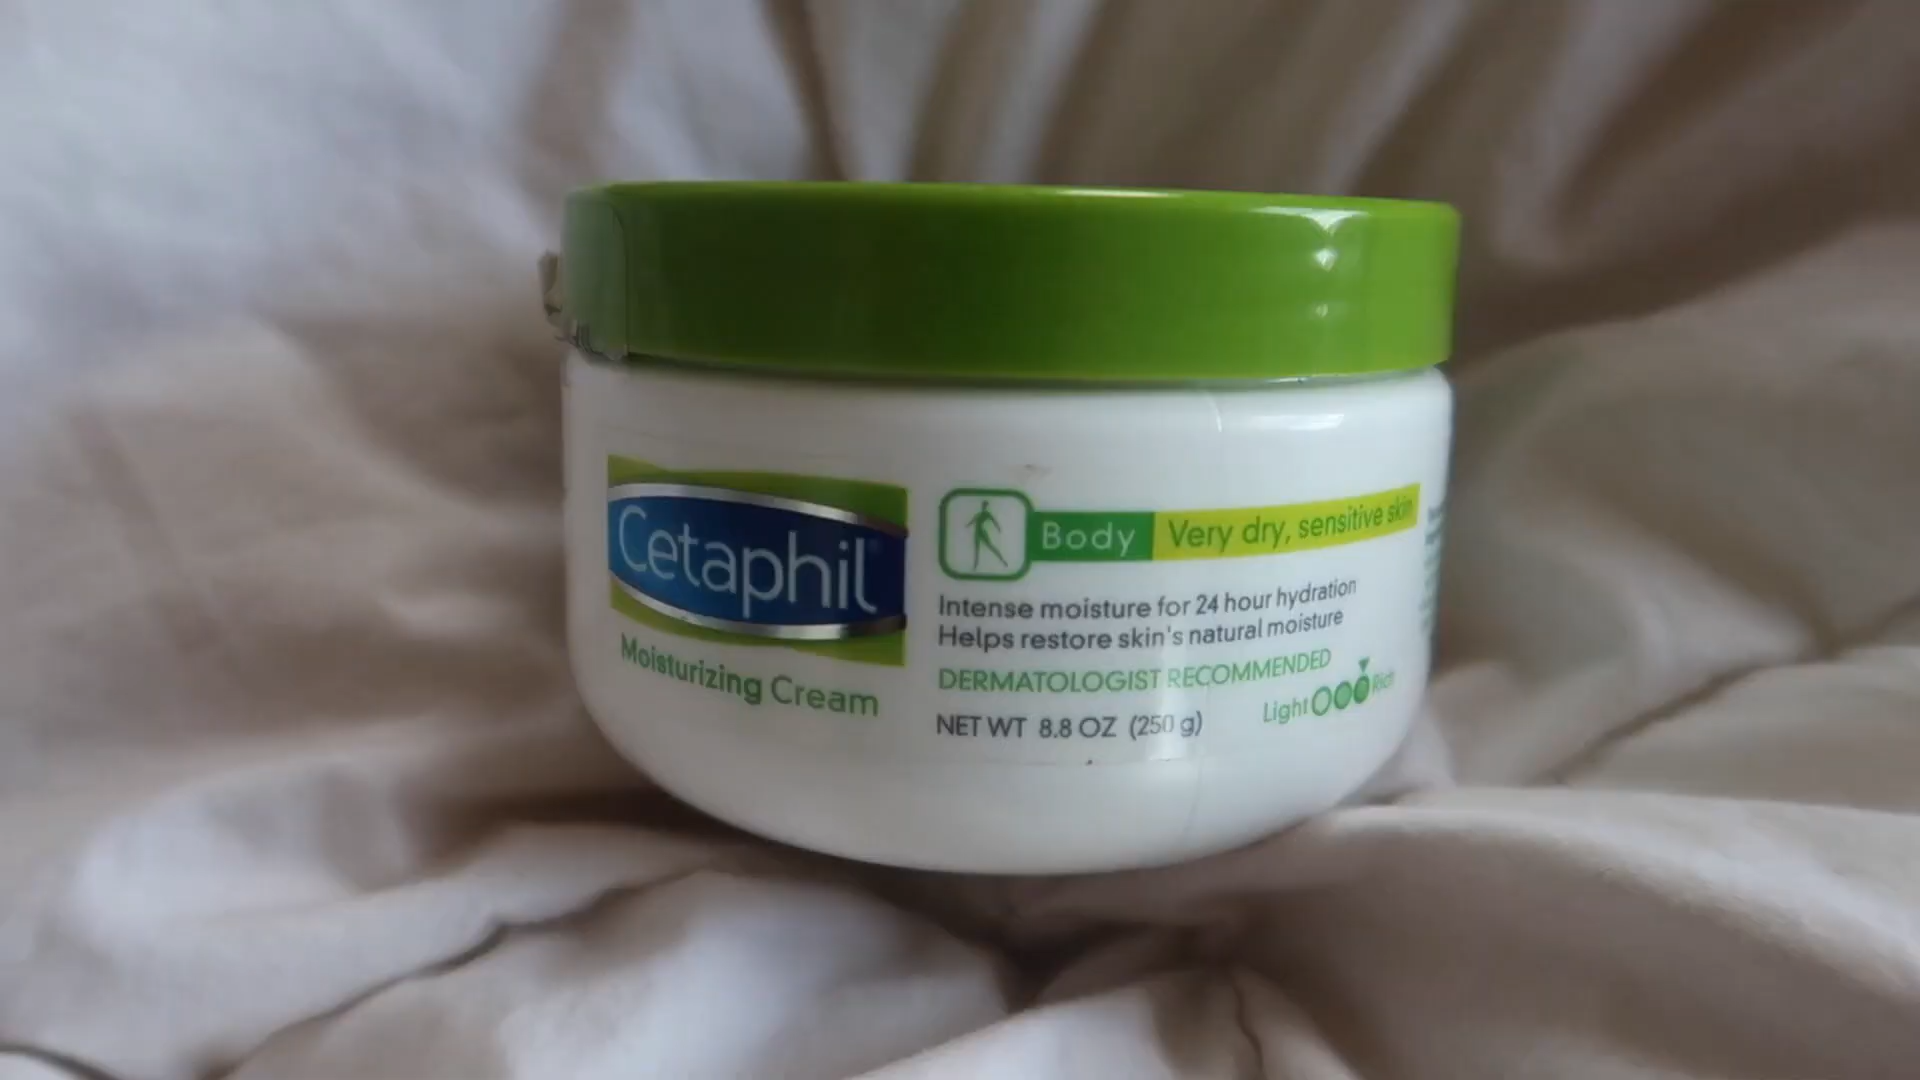 Cetaphil
Moisturizing Cream
Body Very dry, sensitive skin
Intense moisture for 24 hour hydration
Helps restore skin's natural moisture
DERMATOLOGIST RECOMMENDED
Light Rich
NET WT 8.8 OZ (250 g)